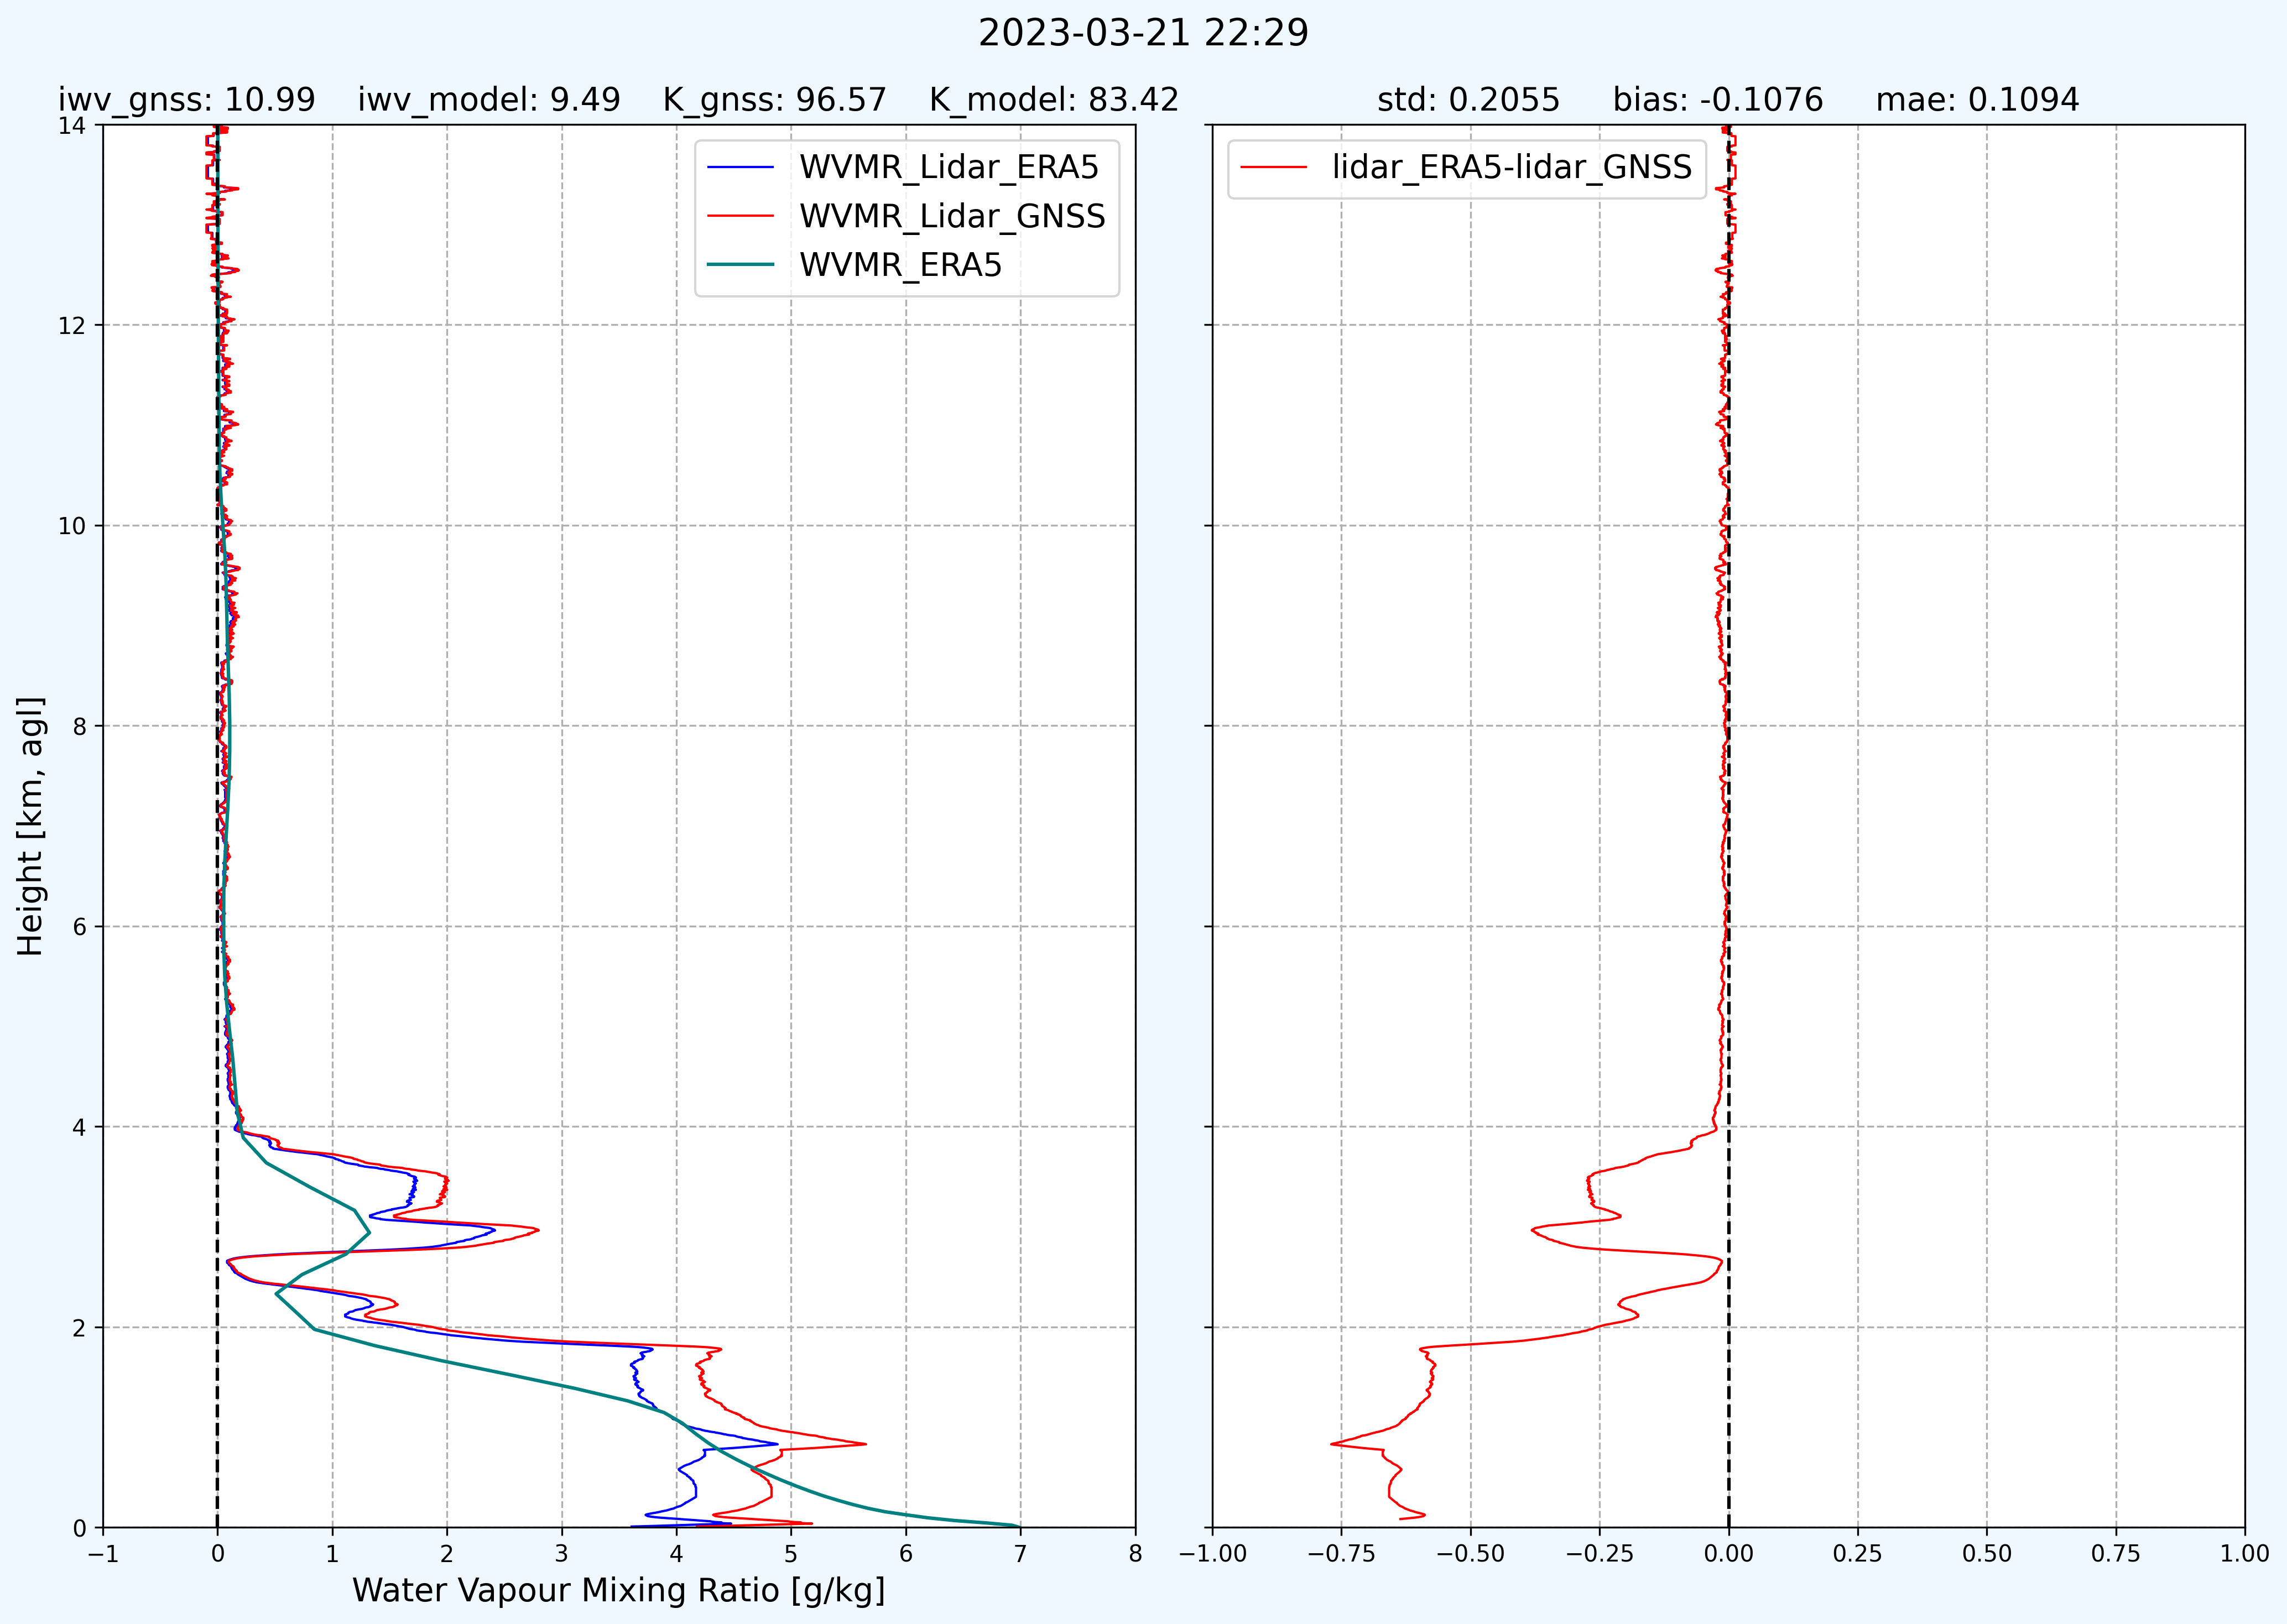 2023-03-21 22:29
iwv_gnss: 10.99 iwv_model: 9.49 K_gnss: 96.57 K_model: 83.42
std: 0.2055 bias: -0.1076 mae: 0.1094
WVMR_Lidar_ERA5
WVMR_Lidar_GNSS
WVMR_ERA5
lidar_ERA5-lidar_GNSS
Height [km, agl]
14
12
10
8
6
4
2
0
−1 0 1 2 3 4 5 6 7 8
Water Vapour Mixing Ratio [g/kg]
−1.00 −0.75 −0.50 −0.25 0.00 0.25 0.50 0.75 1.00